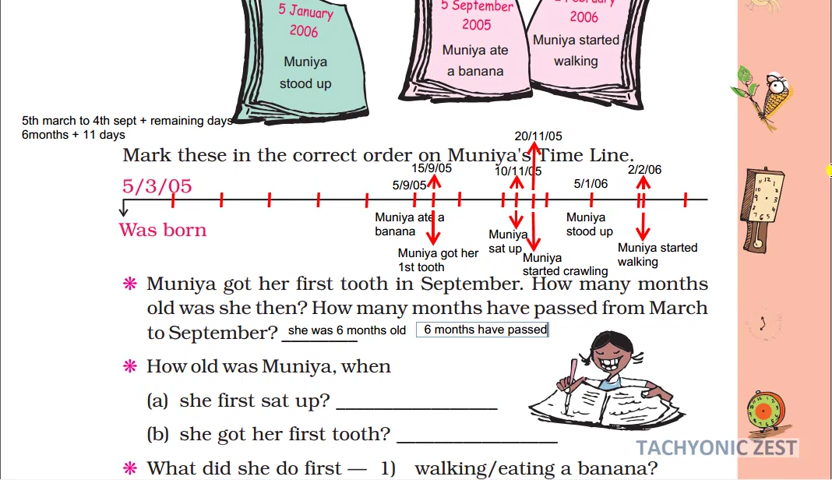 5 January
2006
Muniya
stood up
5 September
2005
Muniya ate
a banana
2006
Muniya started
walking
5th march to 4th sept + remaining days
6months + 11 days
Mark these in the correct order on Muniya's Time Line.
20/11/05
15/9/05
10/11/05
5/3/05
5/9/05
5/1/06
2/2/06
Was born
Muniya ate a
banana
Muniya got her
1st tooth
Muniya
sat up
Muniya
started crawling
Muniya
stood up
Muniya started
walking
Muniya got her first tooth in September. How many months
old was she then? How many months have passed from March
to September? she was 6 months old 6 months have passed
How old was Muniya, when
(a) she first sat up?
(b) she got her first tooth?
What did she do first — 1) walking/eating a banana?
TACHYONIC ZEST